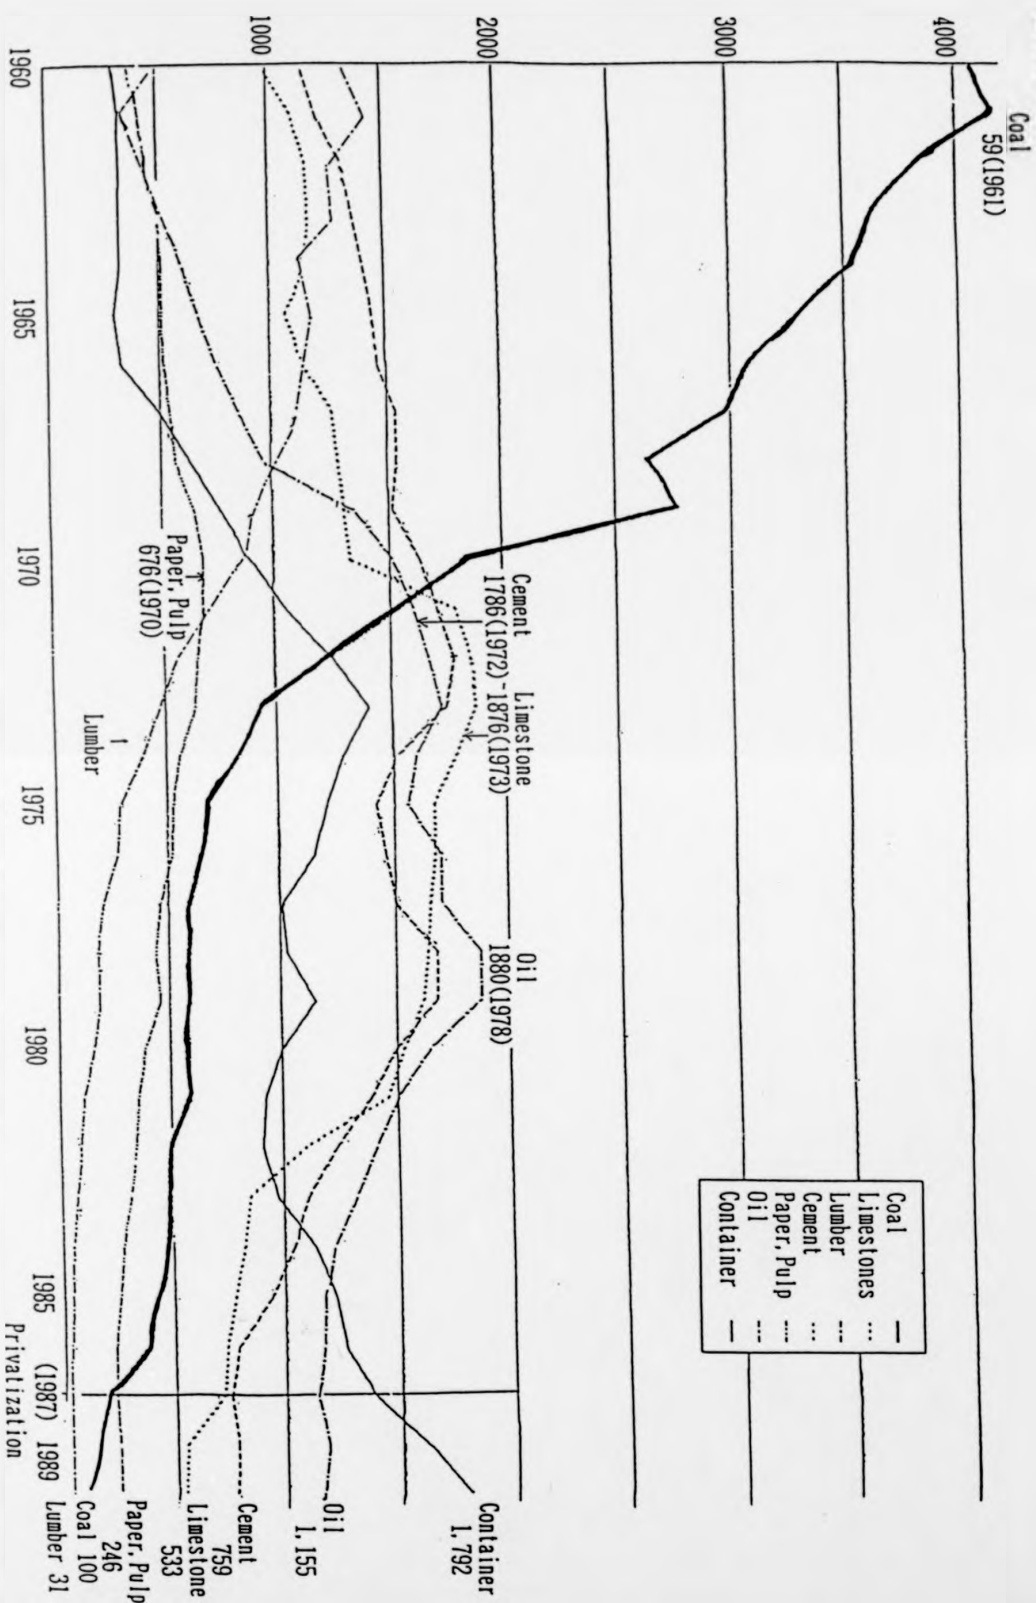 Coal
59(1961)
4000
3000
2000
1000
Cement
1786(1972)
Limestone
1876(1973)
Oil
1880(1978)
Paper, Pulp
676(1970)
Lumber
Coal
Limestones
Lumber
Cement
Paper, Pulp
Oil
Container
Container
1,792
Oil
1,155
Cement
759
Limestone
533
Paper, Pulp
246
Coal 100
Lumber 31
1960
1965
1970
1975
1980
1985
(1987)
1989
Privatization